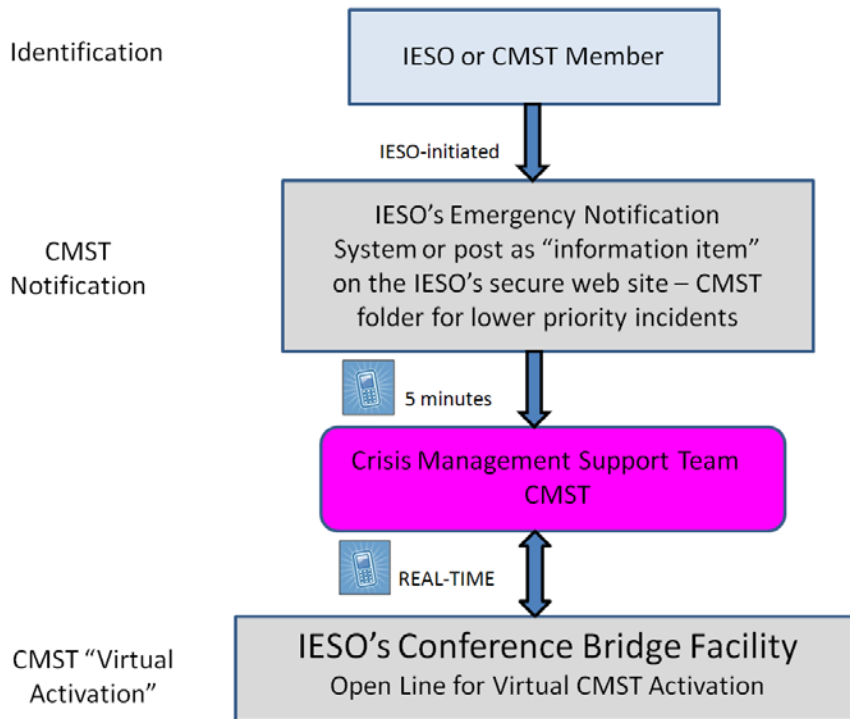 Identification
IESO or CMST Member
IESO-initiated
CMST
Notification
IESO's Emergency Notification
System or post as “information item”
on the IESO's secure web site – CMST
folder for lower priority incidents
5 minutes
Crisis Management Support Team
CMST
REAL-TIME
CMST “Virtual
Activation”
IESO's Conference Bridge Facility
Open Line for Virtual CMST Activation